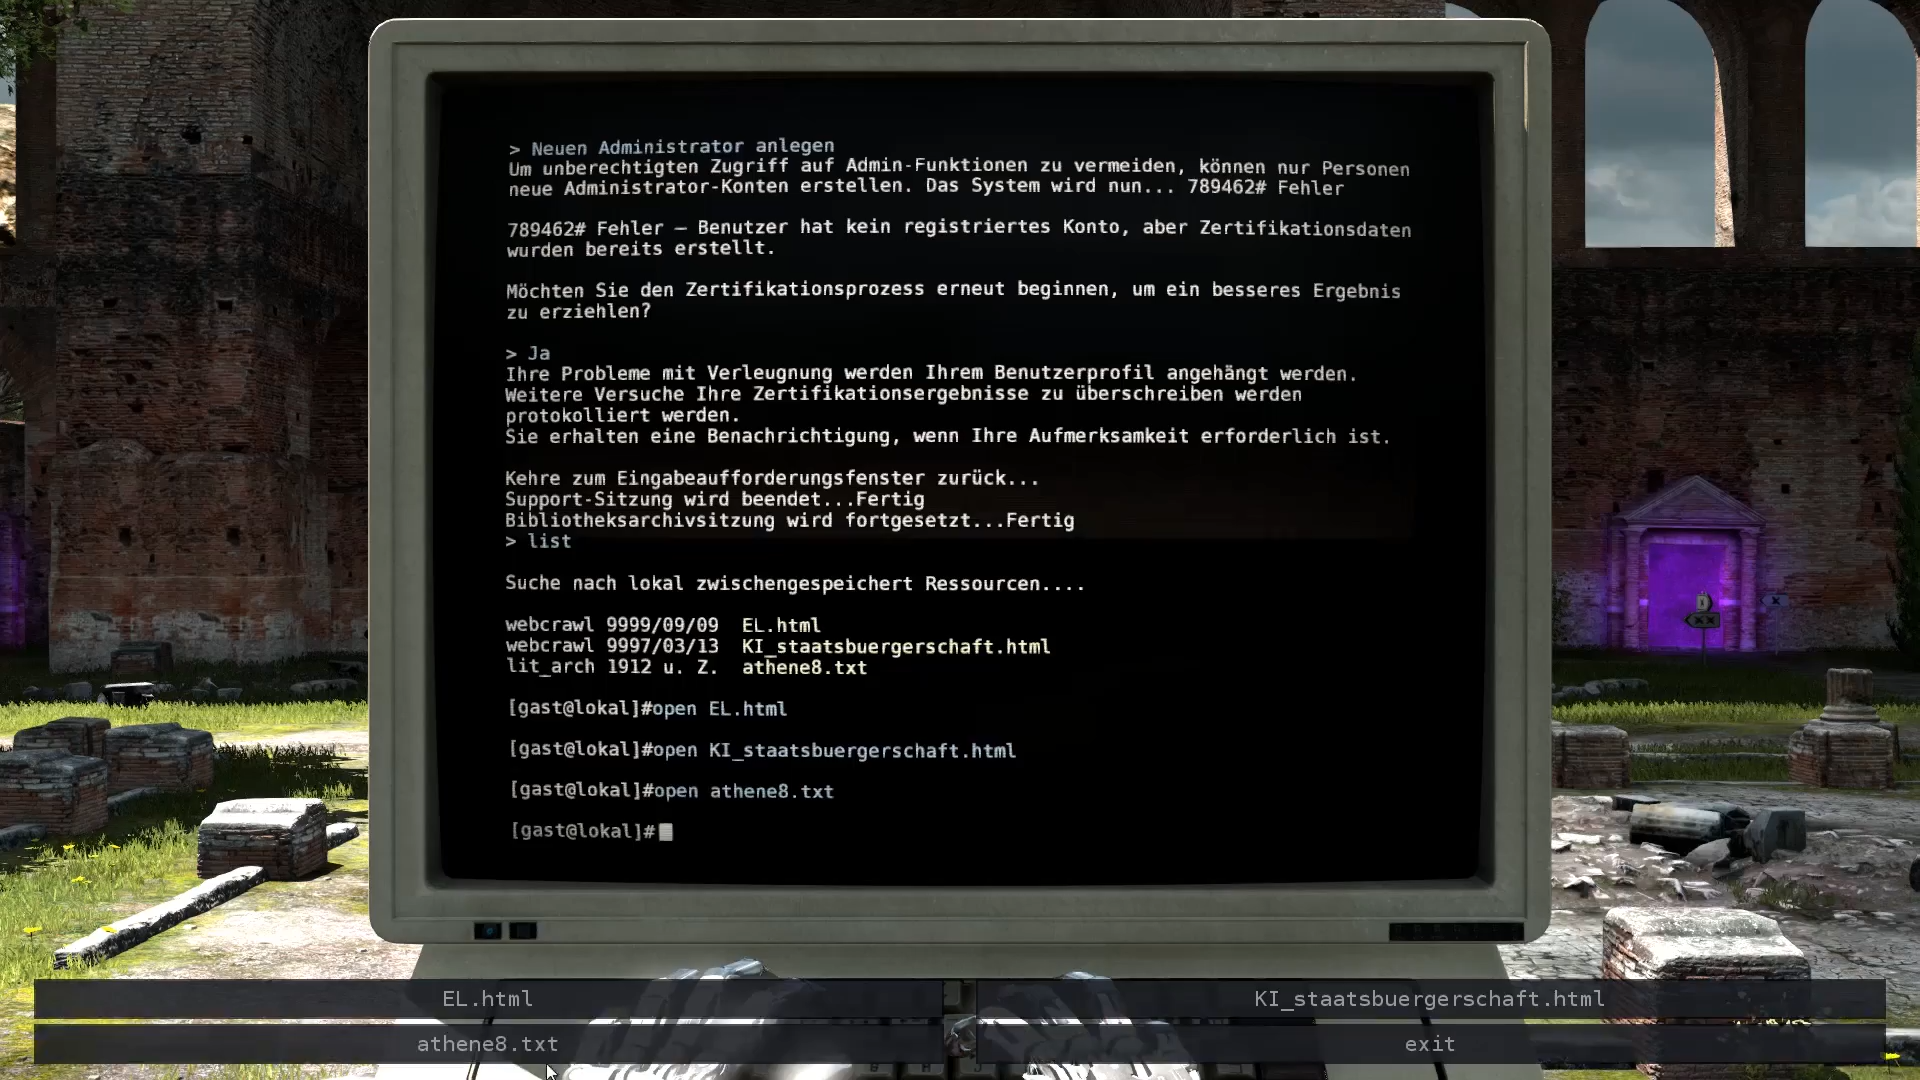 > Neuen Administrator anlegen
Um unberechtigten Zugriff auf Admin-Funktionen zu vermeiden, können nur Personen
neue Administrator-Konten erstellen. Das System wird nun... 789462# Fehler
789462# Fehler – Benutzer hat kein registriertes Konto, aber Zertifikationsdaten
wurden bereits erstellt.
Möchten Sie den Zertifikationsprozess erneut beginnen, um ein besseres Ergebnis
zu erziehlen?
> Ja
Ihre Probleme mit Verleugnung werden Ihrem Benutzerprofil angehängt werden.
Weitere Versuche Ihre Zertifikationsergebnisse zu überschreiben werden
protokolliert werden.
Sie erhalten eine Benachrichtigung, wenn Ihre Aufmerksamkeit erforderlich ist.
Kehre zum Eingabeaufforderungsfenster zurück...
Support-Sitzung wird beendet...Fertig
Bibliotheksarchivsitzung wird fortgesetzt...Fertig
> list
Suche nach lokal zwischengespeichert Ressourcen....
webcrawl 9999/09/09 EL.html
webcrawl 9997/03/13 KI_staatsbuergerschaft.html
lit_arch 1912 u. Z. athene8.txt
[gast@lokal]#open EL.html
[gast@lokal]#open KI_staatsbuergerschaft.html
[gast@lokal]#open athene8.txt
[gast@lokal]#
EL.html
KI_staatsbuergerschaft.html
athene8.txt
exit